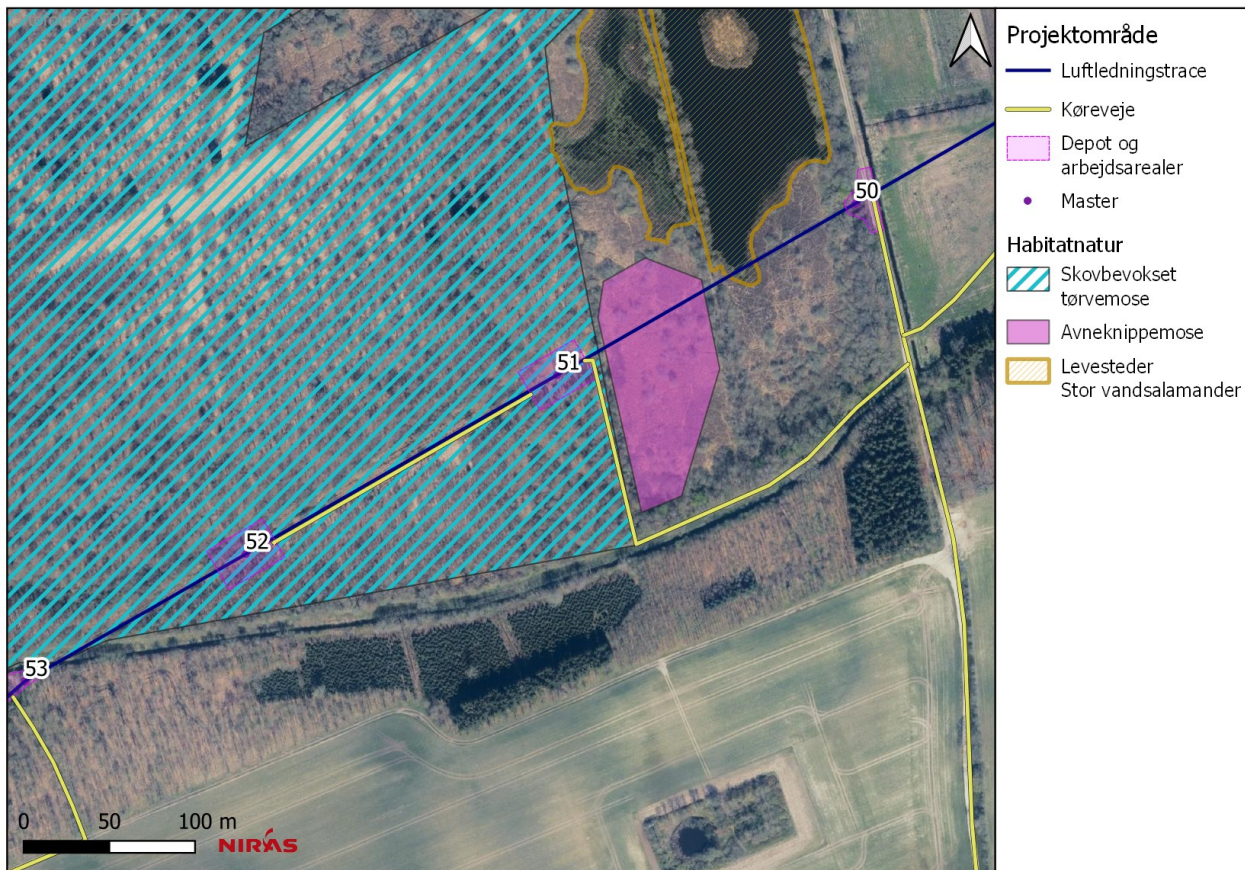 Projektområde
Luftledningstrace
Køreveje
Depot og
arbejdsarealer
Master
Habitatnatur
Skovbevokset
tørvemose
Avneknippemose
Levesteder
Stor vandsalamander
50
51
52
53
0 50 100 m
NIRAS